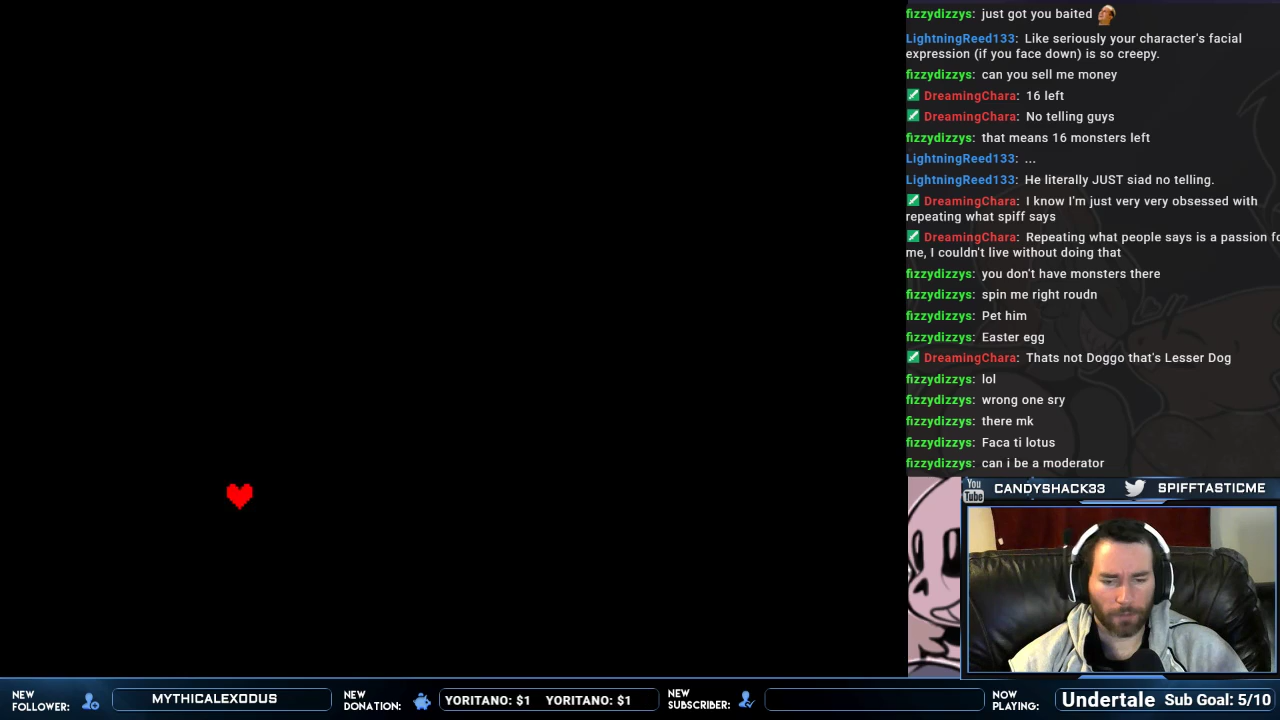 fizzydizzys: just got you baited
LightningReed133: Like seriously your character's facial
expression (if you face down) is so creepy.
fizzydizzys: can you sell me money
DreamingChara: 16 left
DreamingChara: No telling guys
fizzydizzys: that means 16 monsters left
LightningReed133: ...
LightningReed133: He literally JUST siad no telling.
DreamingChara: I know I'm just very very obsessed with
repeating what spiff says
DreamingChara: Repeating what people says is a passion fo
me, I couldn't live without doing that
fizzydizzys: you don't have monsters there
fizzydizzys: spin me right roudn
fizzydizzys: Pet him
fizzydizzys: Easter egg
DreamingChara: Thats not Doggo that's Lesser Dog
fizzydizzys: lol
fizzydizzys: wrong one sry
fizzydizzys: there mk
fizzydizzys: Faca ti lotus
fizzydizzys: can i be a moderator
You Tube CANDYSHACK33 SPIFFTASTICME
NEW FOLLOWER: MYTHICALEXODUS NEW DONATION: YORITANO: $1 YORITANO: $1 NEW SUBSCRIBER: NOW PLAYING: Undertale Sub Goal: 5/10